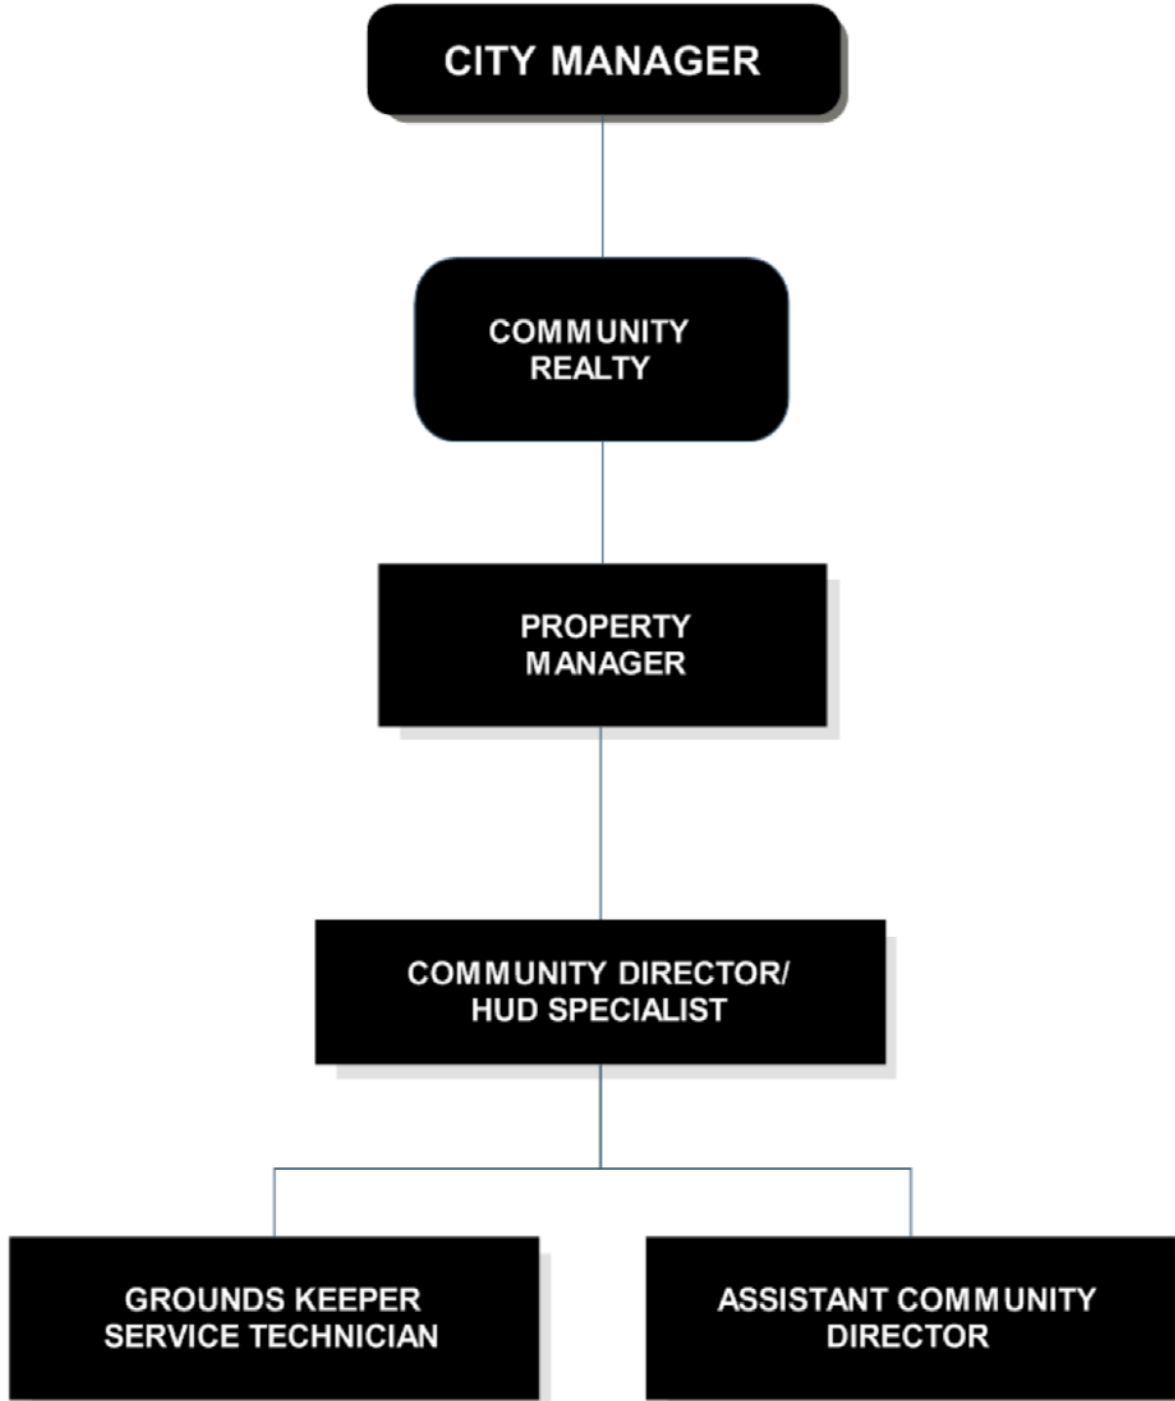 CITY MANAGER
COMMUNITY
REALTY
PROPERTY
MANAGER
COMMUNITY DIRECTOR/
HUD SPECIALIST
GROUNDS KEEPER
SERVICE TECHNICIAN
ASSISTANT COMMUNITY
DIRECTOR